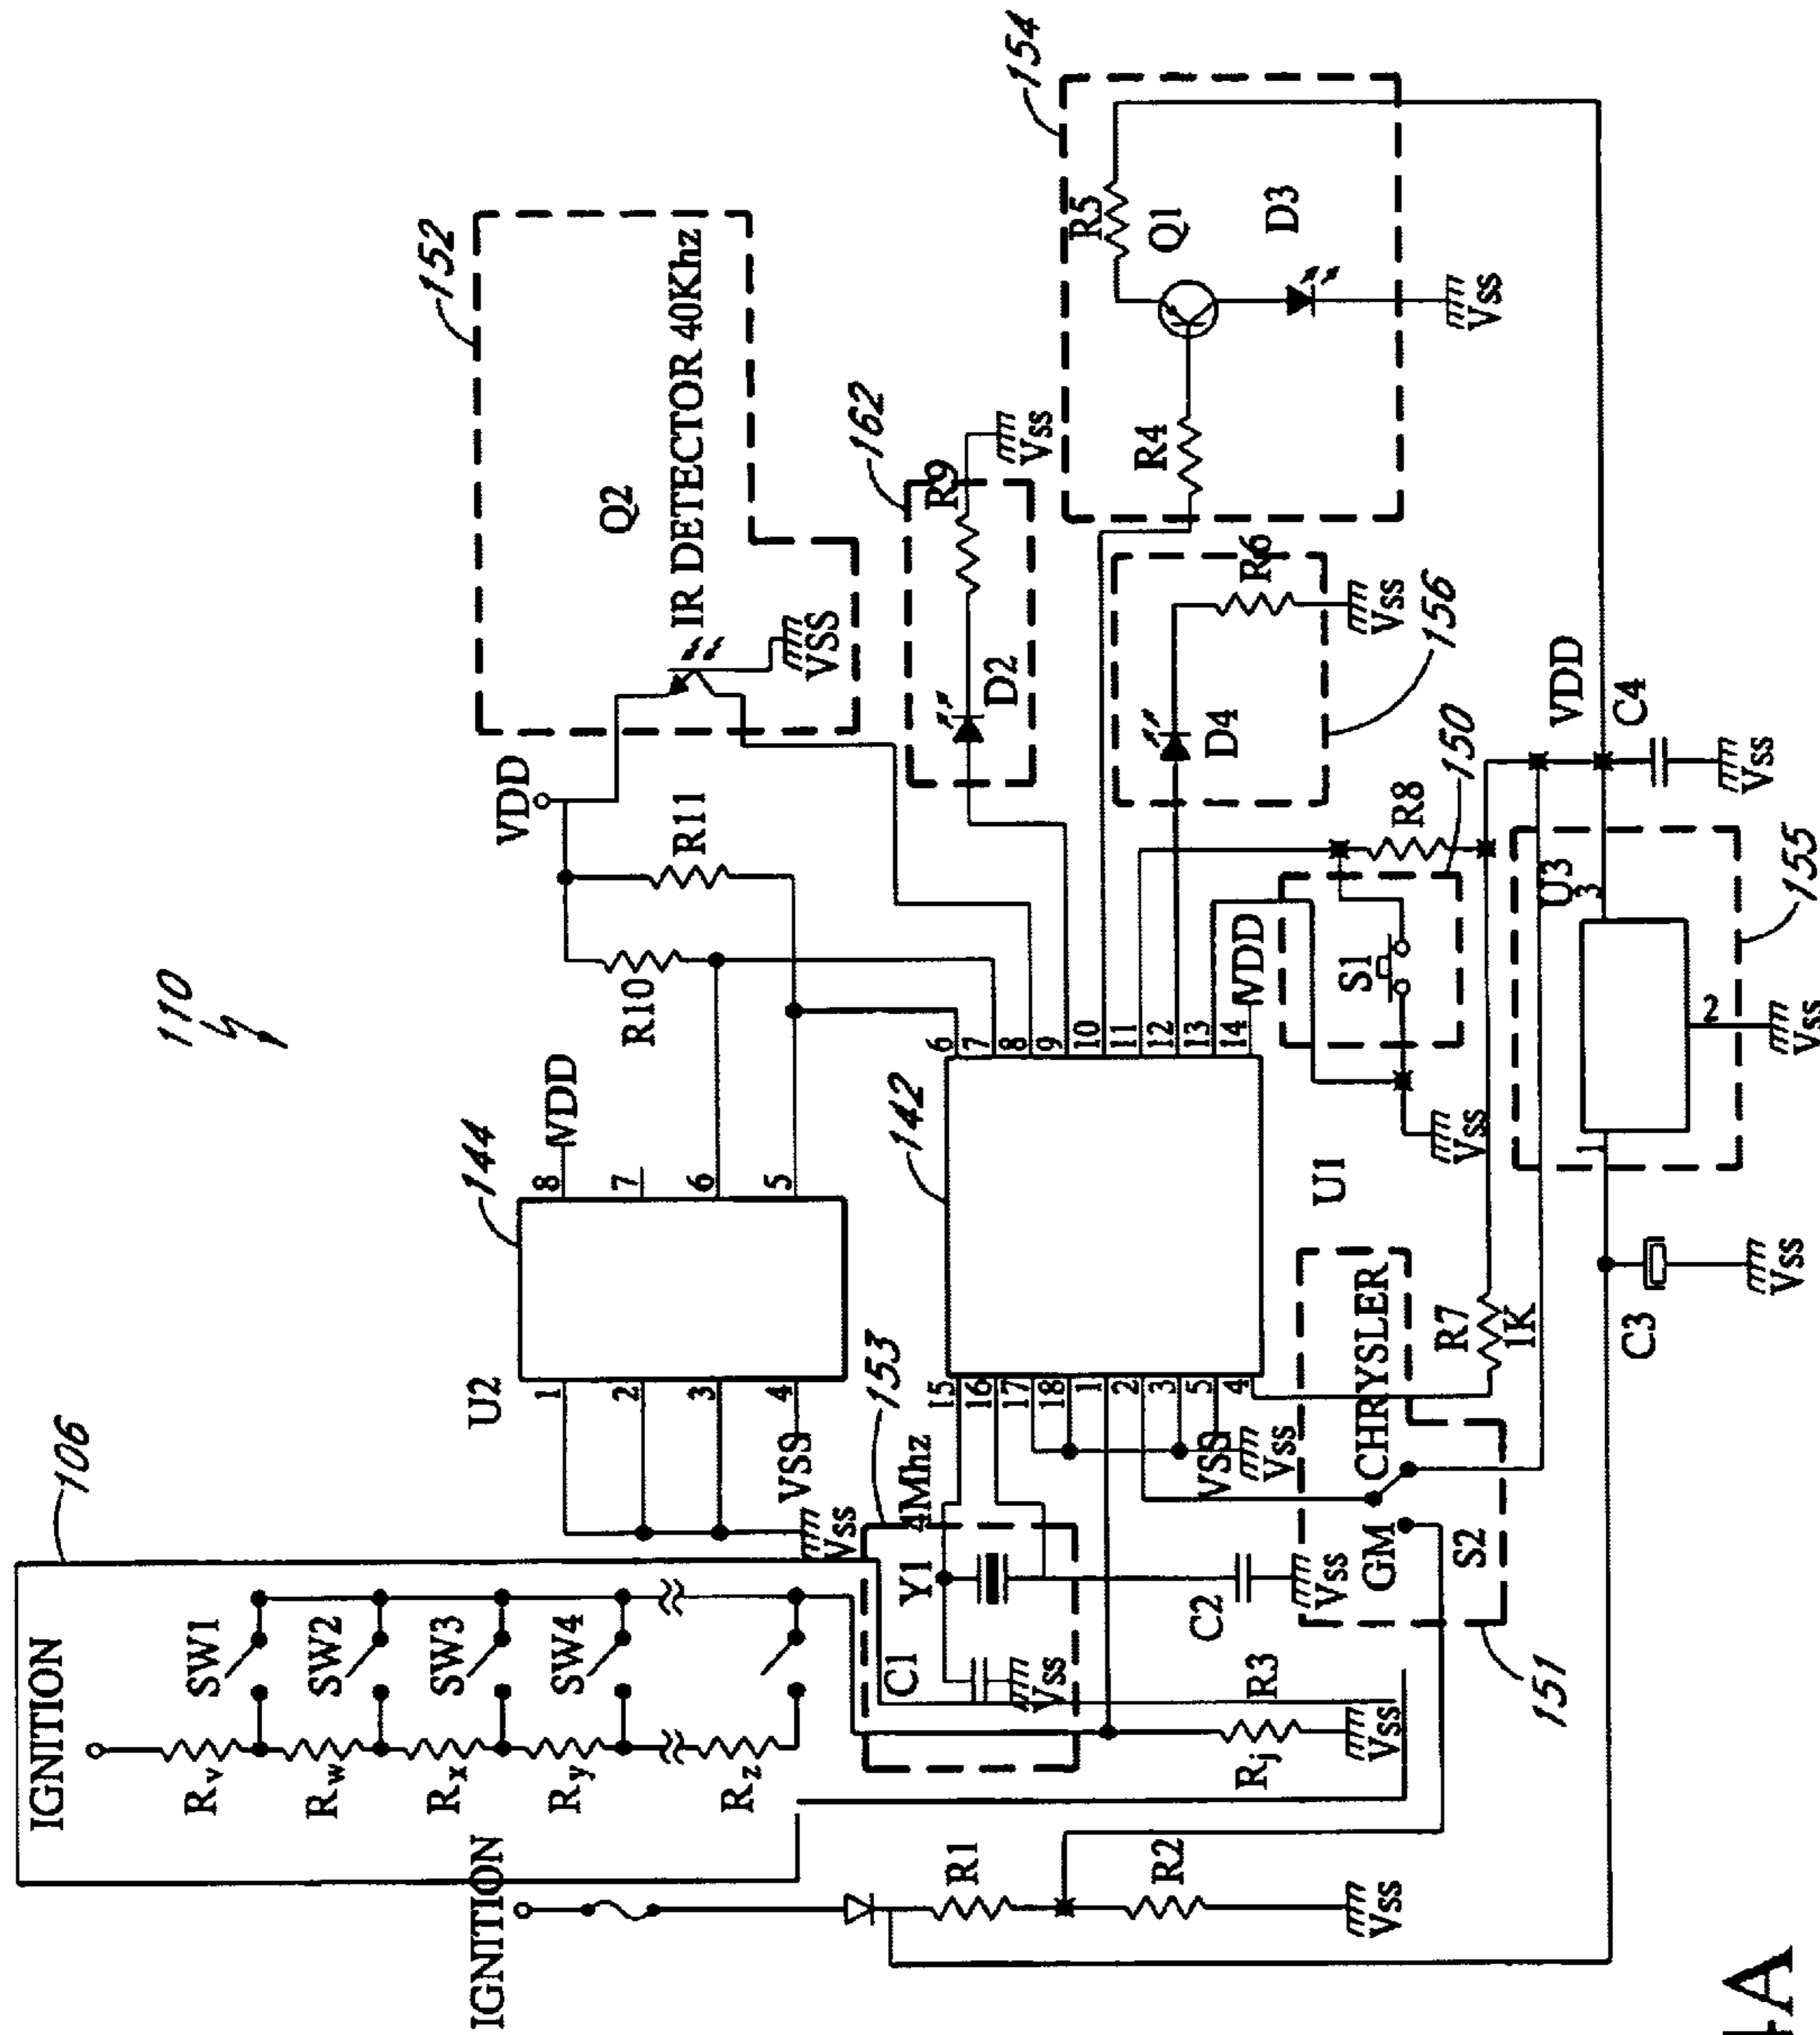 110
106
IGNITION
SW1
SW2
SW3
SW4
Rv
Rw
Rx
Ry
Rz
IGNITION
R1
R2
Vss
Rj
R3
Vss
153
Y1
4Mhz
C1
Vss
C2
Vss
144
U2
1
2
3
4
5
6
7
8
VDD
VSS
Vss
R10
R11
VDD
152
Q2
IR DETECTOR 40Khz
VSS
142
U1
15
16
17
18
1
2
3
5
4
6
7
8
9
10
11
12
13
14
VDD
VSS
Vss
162
D2
R9
Vss
154
R4
R5
Q1
D3
Vss
156
D4
R6
Vss
150
S1
R8
Vss
151
GM
CHRYSLER
S2
R7
1K
155
U3
1
2
3
Vss
C3
Vss
VDD
C4
Vss